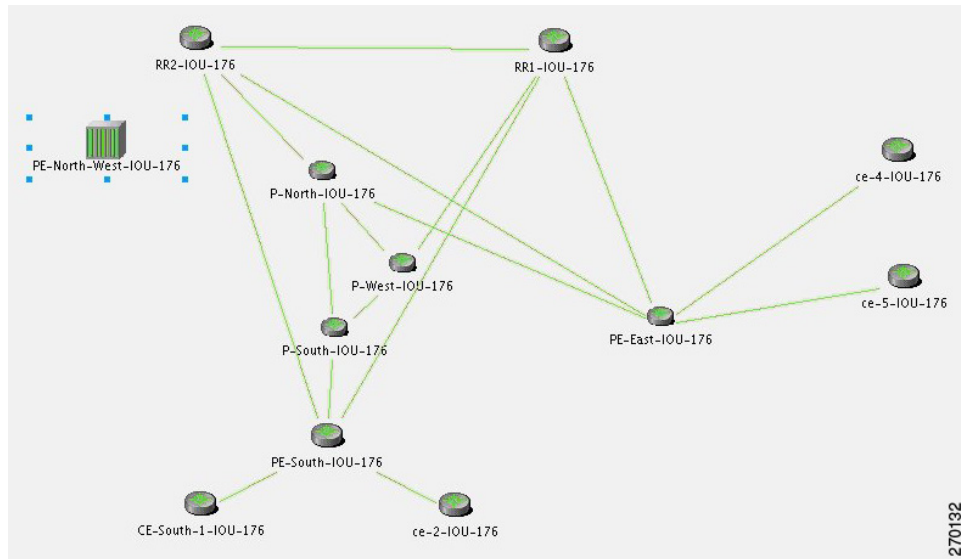 RR2-IOU-176
RR1-IOU-176
PE-North-West-IOU-176
P-North-IOU-176
ce-4-IOU-176
P-West-IOU-176
ce-5-IOU-176
P-South-IOU-176
PE-East-IOU-176
PE-South-IOU-176
CE-South-1-IOU-176
ce-2-IOU-176
270132